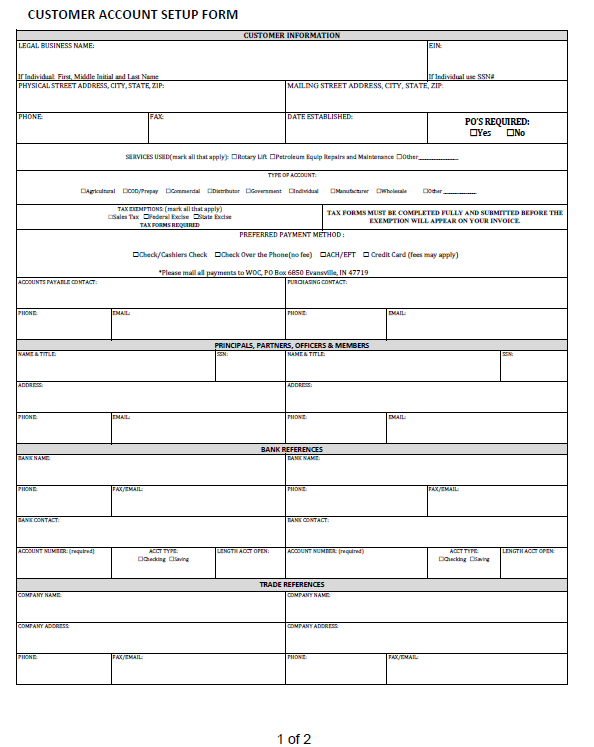 CUSTOMER ACCOUNT SETUP FORM
CUSTOMER INFORMATION
LEGAL BUSINESS NAME: EIN:
If Individual: First, Middle Initial and Last Name If Individual use SSN#
PHYSICAL STREET ADDRESS, CITY, STATE, ZIP: MAILING STREET ADDRESS, CITY, STATE, ZIP:
PHONE: FAX: DATE ESTABLISHED: PO'S REQUIRED:
☐Yes ☐No
SERVICES USED(mark all that apply): ☐Rotary Lift ☐Petroleum Equip Repairs and Maintenance ☐Other____________
TYPE OF ACCOUNT:
☐Agricultural ☐COD/Prepay ☐Commercial ☐Distributor ☐Government ☐Individual ☐Manufacturer ☐Wholesale ☐Other __________
TAX EXEMPTIONS: (mark all that apply)
☐Sales Tax ☐Federal Excise ☐State Excise
TAX FORMS REQUIRED
TAX FORMS MUST BE COMPLETED FULLY AND SUBMITTED BEFORE THE
EXEMPTION WILL APPEAR ON YOUR INVOICE.
PREFERRED PAYMENT METHOD :
☐Check/Cashiers Check ☐Check Over the Phone(no fee) ☐ACH/EFT ☐ Credit Card (fees may apply)
*Please mail all payments to WOC, PO Box 6850 Evansville, IN 47719
ACCOUNTS PAYABLE CONTACT: PURCHASING CONTACT:
PHONE: EMAIL: PHONE: EMAIL:
PRINCIPALS, PARTNERS, OFFICERS & MEMBERS
NAME & TITLE: SSN: NAME & TITLE: SSN:
ADDRESS: ADDRESS:
PHONE: EMAIL: PHONE: EMAIL:
BANK REFERENCES
BANK NAME: BANK NAME:
PHONE: FAX/EMAIL: PHONE: FAX/EMAIL:
BANK CONTACT: BANK CONTACT:
ACCOUNT NUMBER: (required) ACCT TYPE: LENGTH ACCT OPEN: ACCOUNT NUMBER: (required) ACCT TYPE: LENGTH ACCT OPEN:
☐Checking ☐Saving ☐Checking ☐Saving
TRADE REFERENCES
COMPANY NAME: COMPANY NAME:
COMPANY ADDRESS: COMPANY ADDRESS:
PHONE: FAX/EMAIL: PHONE: FAX/EMAIL:
1 of 2